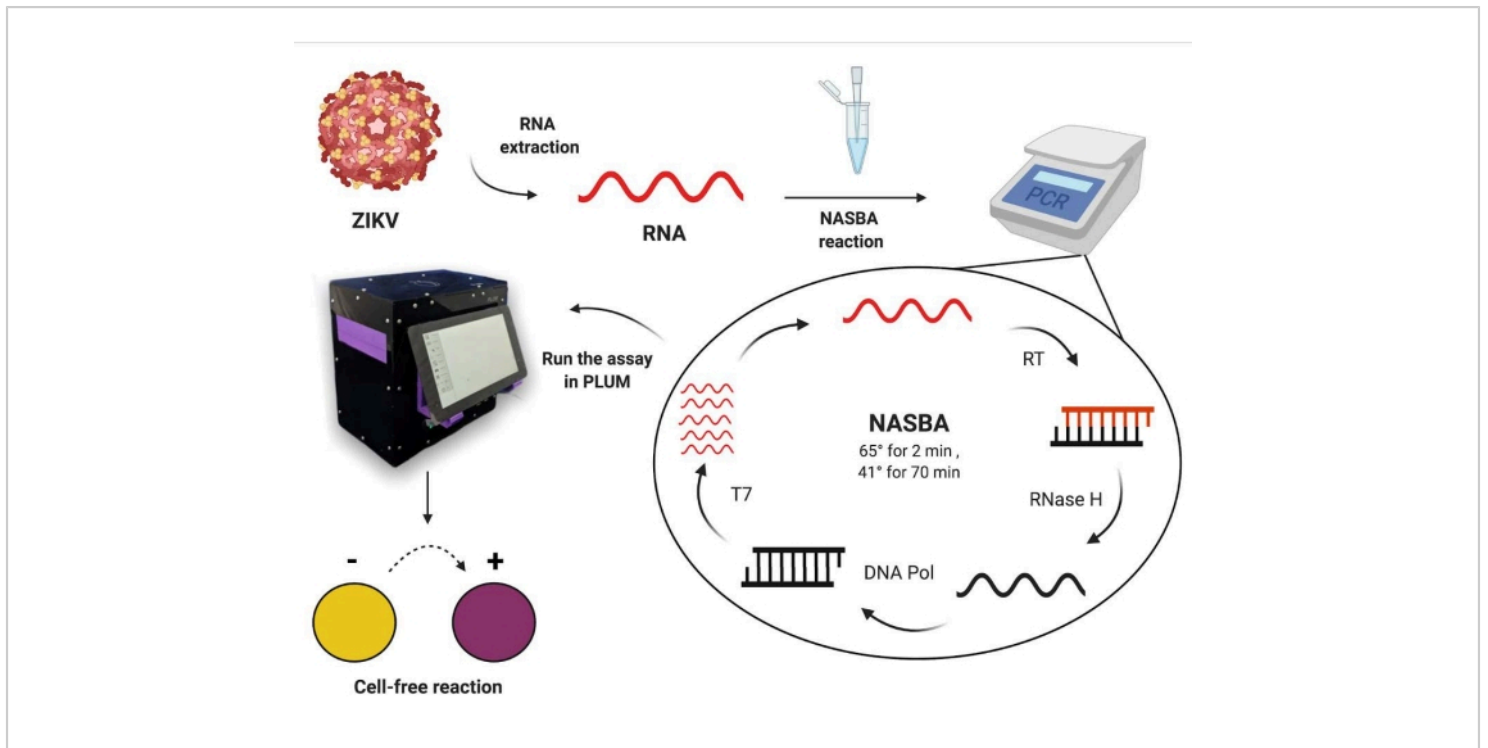 RNA
extraction
ZIKV
RNA
NASBA
reaction
PCR
Run the assay
in PLUM
RT
NASBA
65° for 2 min ,
41° for 70 min
RNase H
T7
DNA Pol
-
+
Cell-free reaction